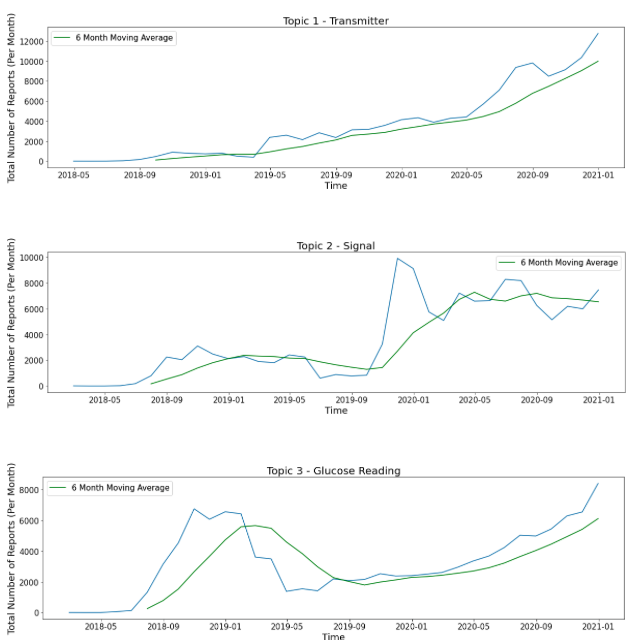 Topic 1 - Transmitter
Total Number of Reports (Per Month)
6 Month Moving Average
12000
10000
8000
6000
4000
2000
0
2018-05 2018-09 2019-01 2019-05 2019-09 2020-01 2020-05 2020-09 2021-01
Time
Topic 2 - Signal
Total Number of Reports (Per Month)
6 Month Moving Average
10000
8000
6000
4000
2000
0
2018-05 2018-09 2019-01 2019-05 2019-09 2020-01 2020-05 2020-09 2021-01
Time
Topic 3 - Glucose Reading
Total Number of Reports (Per Month)
6 Month Moving Average
8000
6000
4000
2000
0
2018-05 2018-09 2019-01 2019-05 2019-09 2020-01 2020-05 2020-09 2021-01
Time